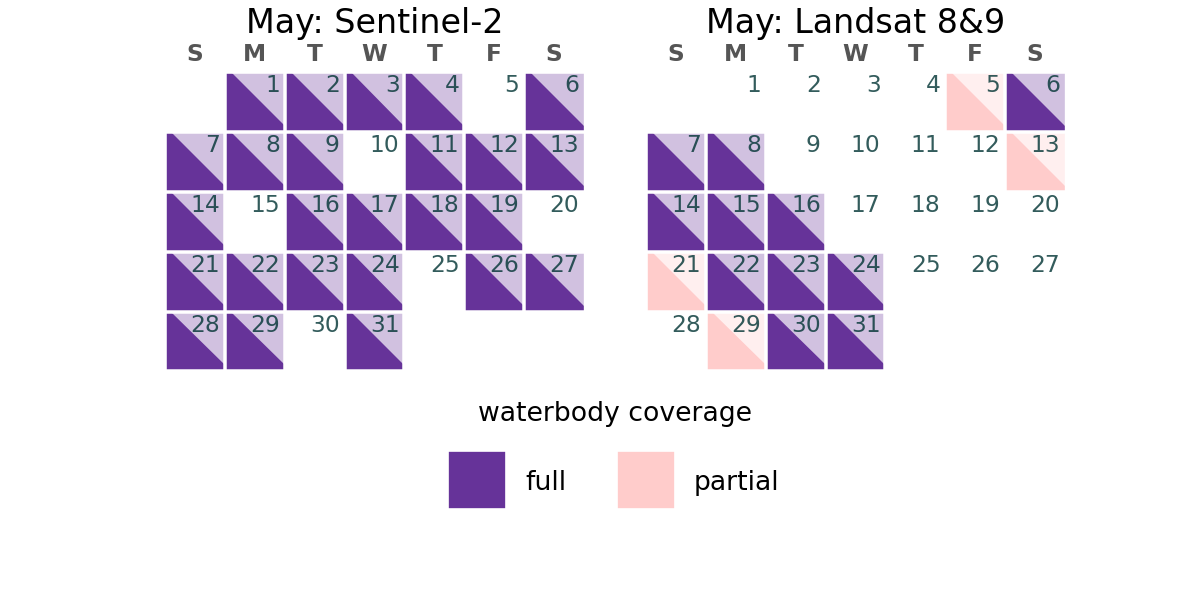 May: Sentinel-2
S M T W T F S
1 2 3 4 5 6
7 8 9 10 11 12 13
14 15 16 17 18 19 20
21 22 23 24 25 26 27
28 29 30 31
May: Landsat 8&9
S M T W T F S
1 2 3 4 5 6
7 8 9 10 11 12 13
14 15 16 17 18 19 20
21 22 23 24 25 26 27
28 29 30 31
waterbody coverage
full partial